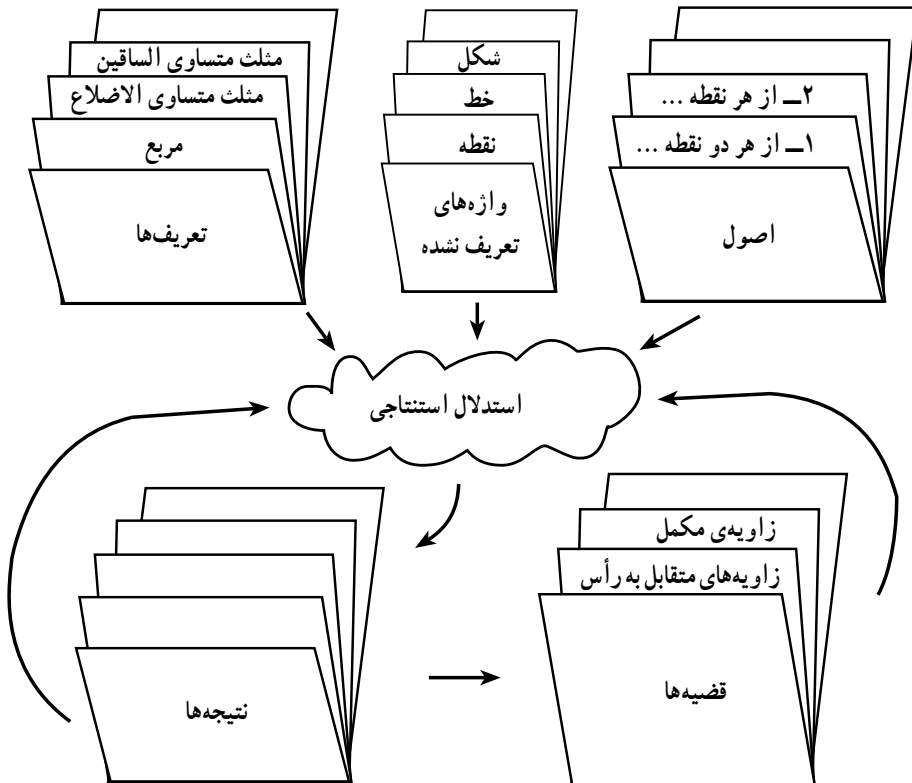 ۲ــ از هر نقطه ...
۱ــ از هر دو نقطه ...
اصول
شکل
خط
نقطه
واژه‌های
تعریف نشده
مثلث متساوی الساقین
مثلث متساوی الاضلاع
مربع
تعریف‌ها
استدلال استنتاجی
زاویه‌ی مکمل
زاویه‌های متقابل به رأس
قضیه‌ها
نتیجه‌ها